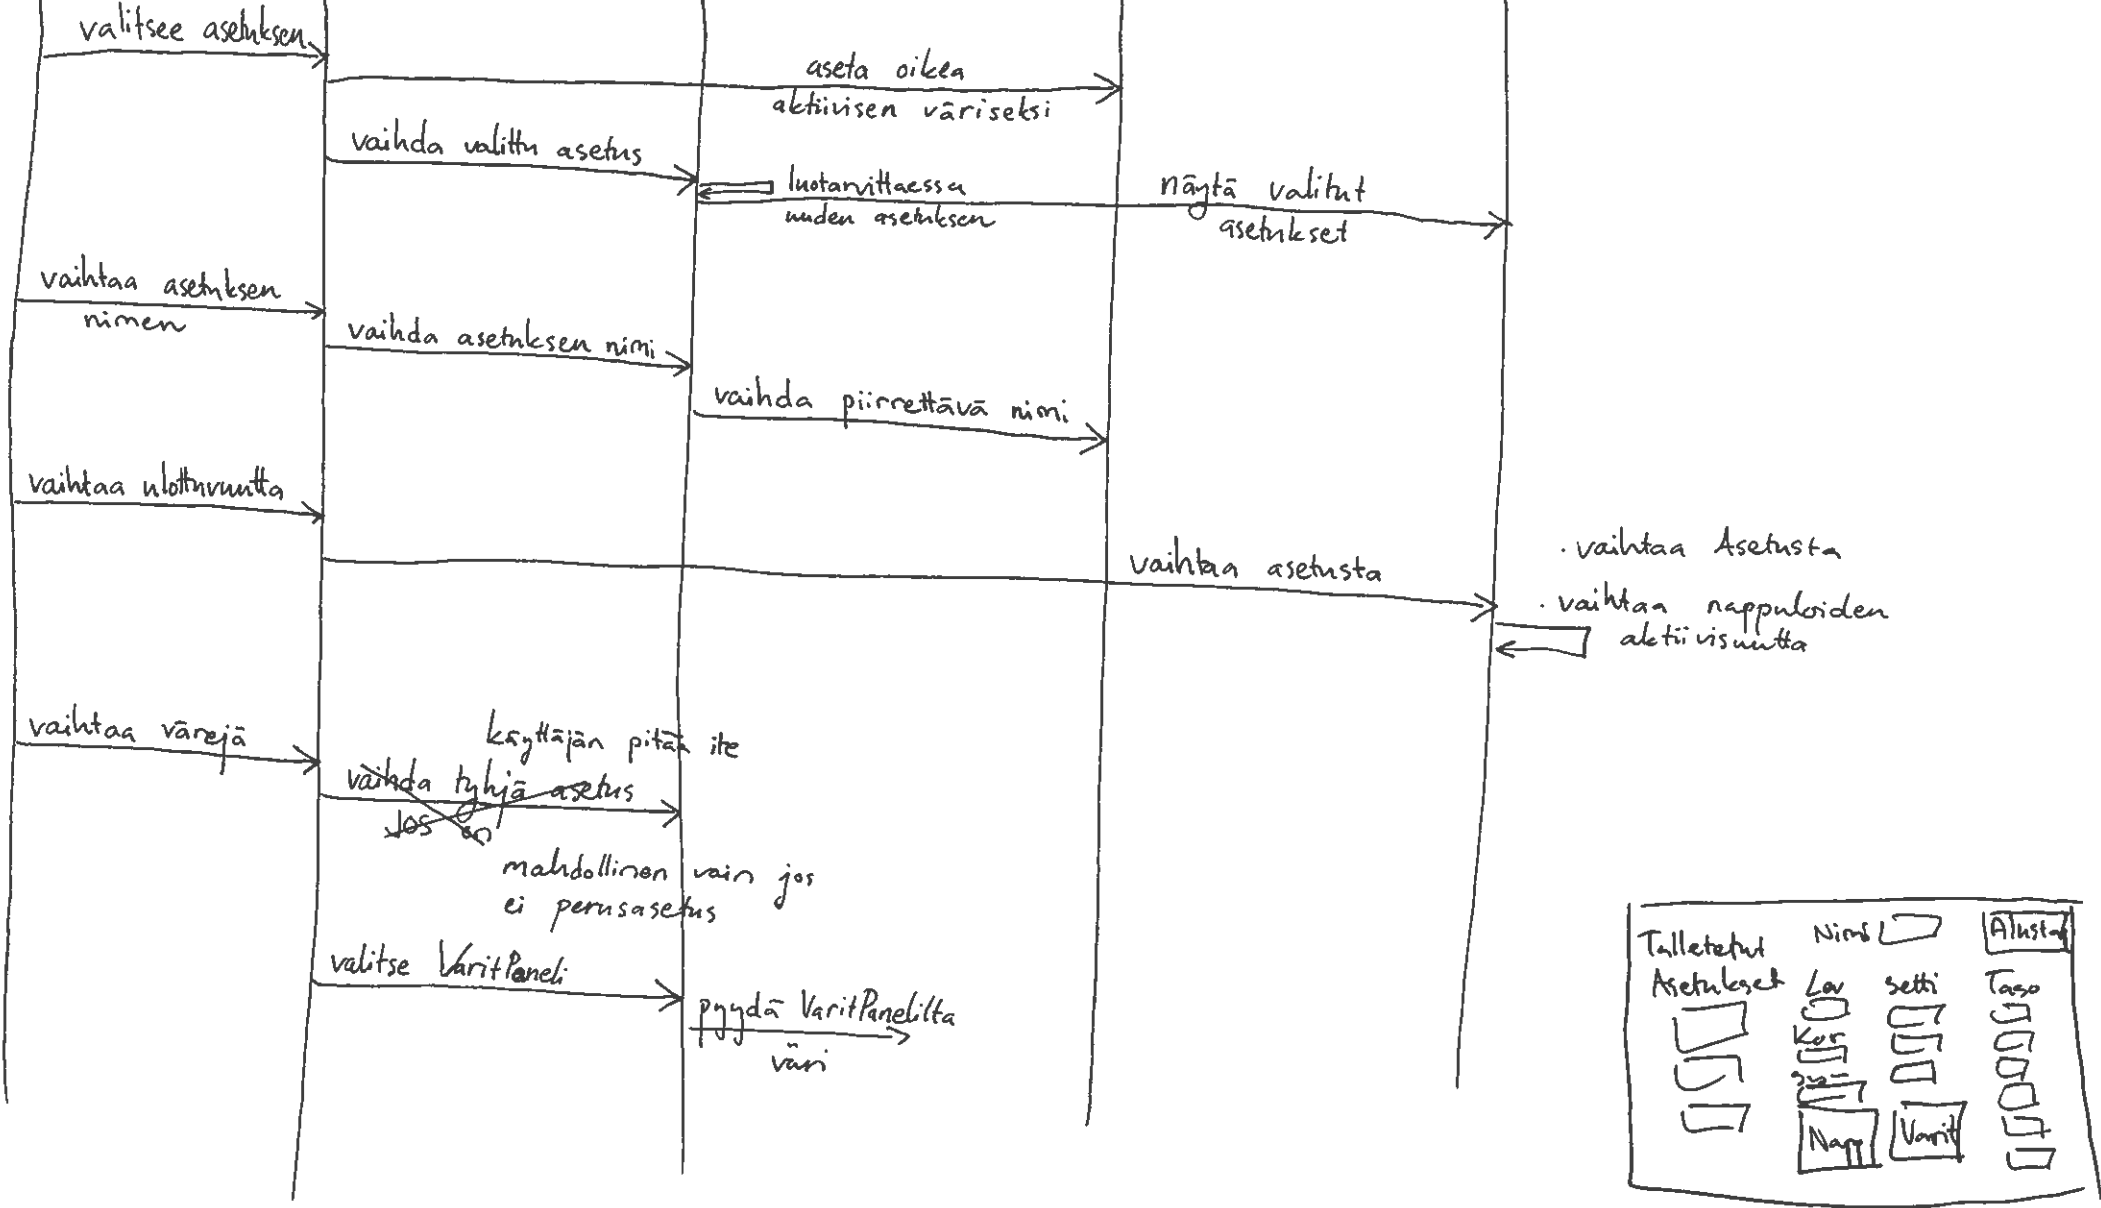 valitsee asetuksen
aseta oikea
aktiivisen väriseksi
vaihda valittu asetus
luotarvittaessa
uuden asetuksen
näytä valitut
asetukset
vaihtaa asetuksen
nimen
vaihda asetuksen nimi
vaihda piirrettävä nimi
vaihtaa ulottuvuutta
vaihtaa asetusta
· vaihtaa Asetusta
· vaihtaa nappuloiden
aktiivisuutta
vaihtaa värejä
käyttäjän pitää ite
vaihda tyhjä asetus
Jos on
mahdollinen vain jos
ei perusasetus
valitse VaritPaneli
pyydä VaritPanelilta
väri
Talletetut
Asetukset
Nimi
Alusta
Lev
Setti
Taso
Kor
Napp
Varit